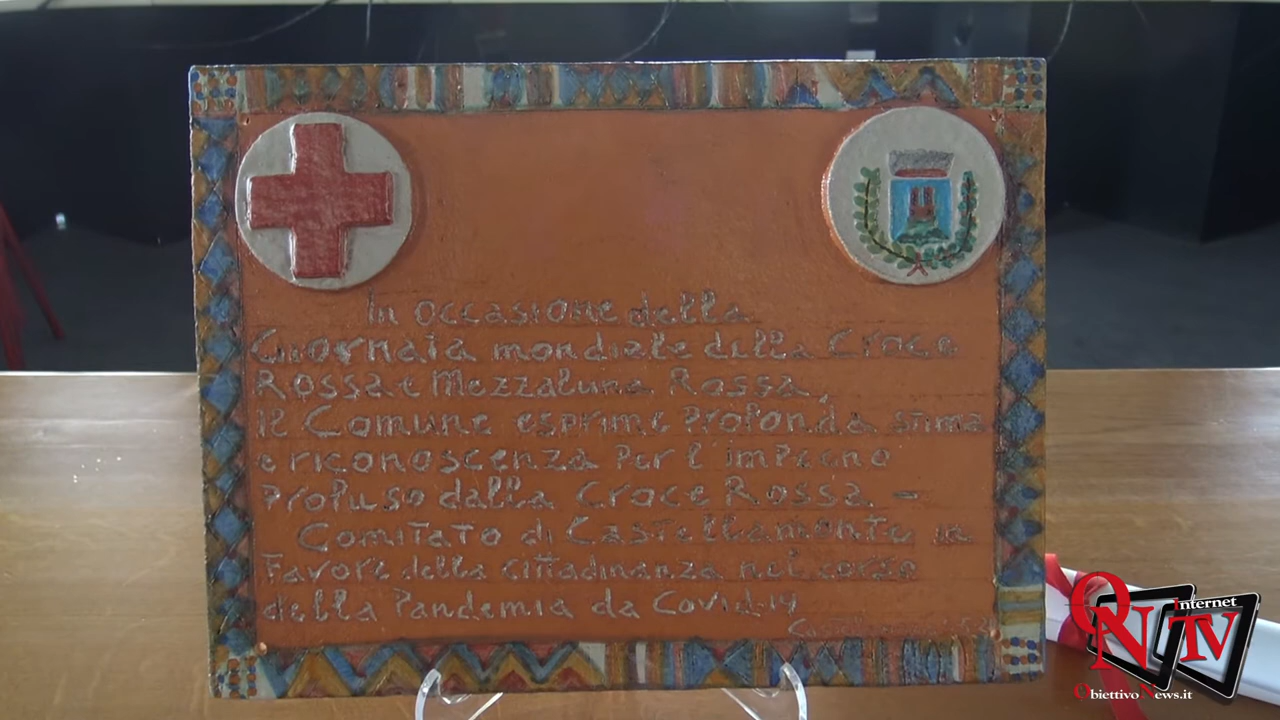 In occasione della
Giornata mondiale della Croce
Rossa e Mezzaluna Rossa,
il Comune esprime profonda stima
e riconoscenza per l'impegno
profuso dalla Croce Rossa -
Comitato di Castellamonte in
Favore della cittadinanza nel corso
della Pandemia da Covid-19
ON Internet TV
ObiettivoNews.it